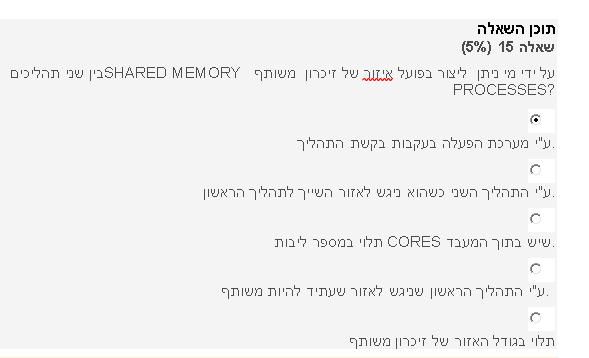 תוכן השאלה
שאלה 15 (5%)
על ידי מי ניתן ליצור בפועל איזור של זיכרון משותף SHARED MEMORY בין שני תהליכים
PROCESSES?
ע"י מערכת הפעלה בעקבות בקשת התהליך.
ע"י התהליך השני כשהוא ניגש לאזור השייך לתהליך הראשון.
תלוי במספר ליבות CORES שיש בתוך המעבד.
ע"י התהליך הראשון שניגש לאזור שעתיד להיות משותף.
תלוי בגודל האזור של זיכרון משותף